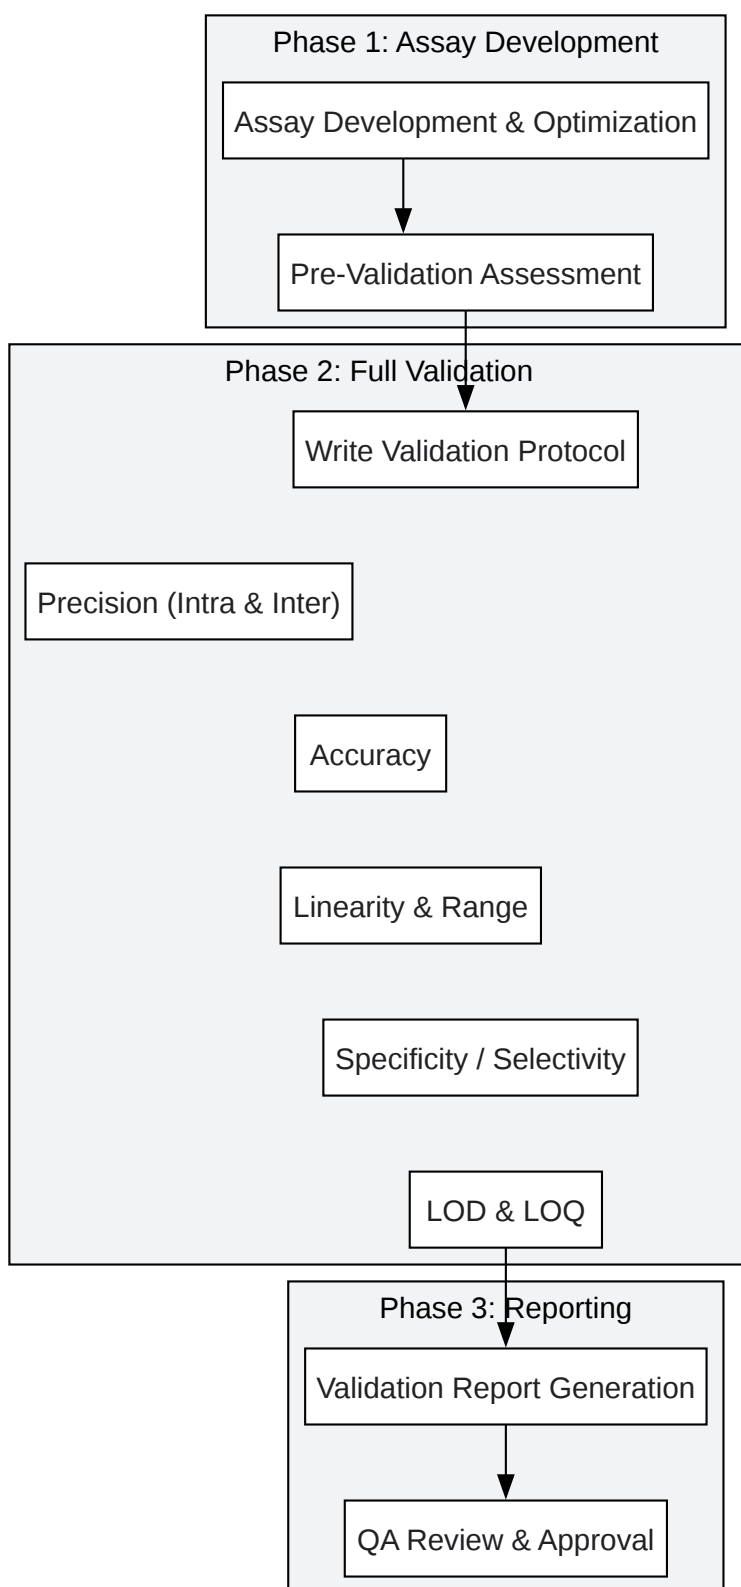 Phase 1: Assay Development
Assay Development & Optimization
Pre-Validation Assessment
Phase 2: Full Validation
Write Validation Protocol
Precision (Intra & Inter)
Accuracy
Linearity & Range
Specificity / Selectivity
LOD & LOQ
Phase 3: Reporting
Validation Report Generation
QA Review & Approval